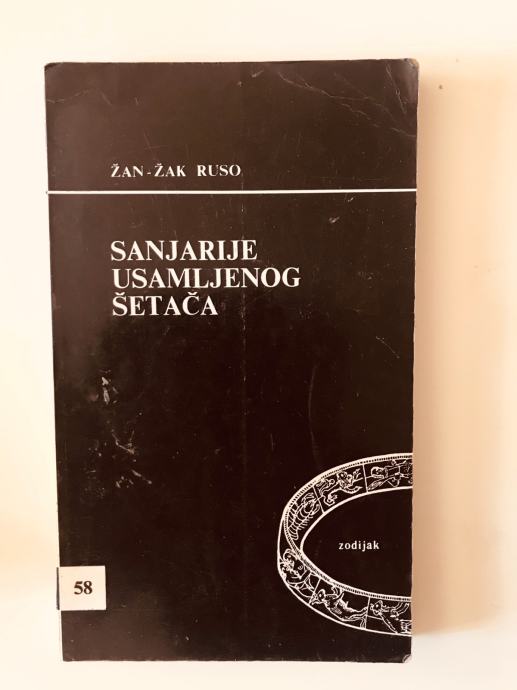 ŽAN-ŽAK RUSO
SANJARIJE
USAMLJENOG
ŠETAČA
zodijak
58